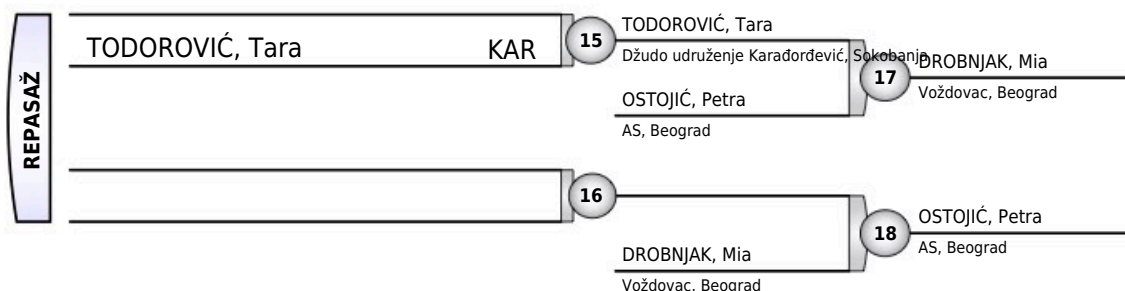 REPASAŽ
TODOROVIĆ, Tara KAR
15
TODOROVIĆ, Tara
Džudo udruženje Karađorđević, Sokobanja
OSTOJIĆ, Petra
AS, Beograd
17
DROBNJAK, Mia
Voždovac, Beograd
16
DROBNJAK, Mia
Voždovac, Beograd
18
OSTOJIĆ, Petra
AS, Beograd